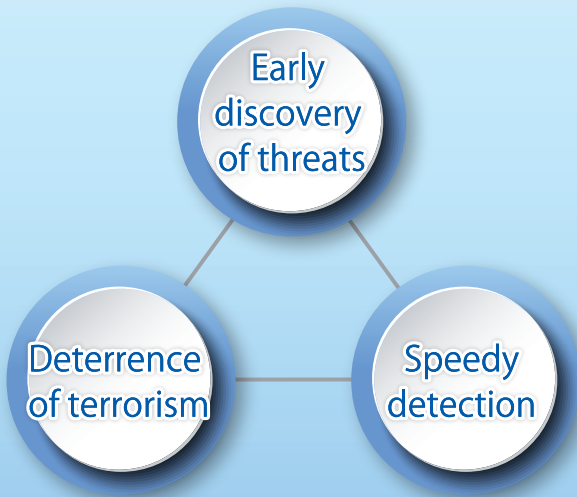 Early
discovery
of threats
Deterrence
of terrorism
Speedy
detection